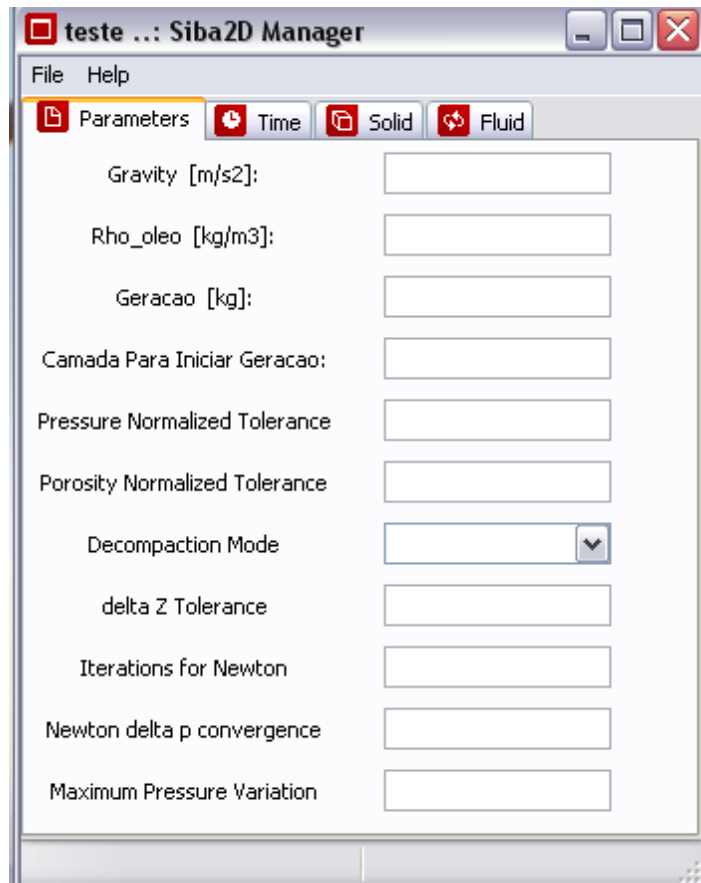 teste ..: Siba2D Manager
File Help
Parameters Time Solid Fluid
Gravity [m/s2]:
Rho_oleo [kg/m3]:
Geracao [kg]:
Camada Para Iniciar Geracao:
Pressure Normalized Tolerance
Porosity Normalized Tolerance
Decompaction Mode
delta Z Tolerance
Iterations for Newton
Newton delta p convergence
Maximum Pressure Variation